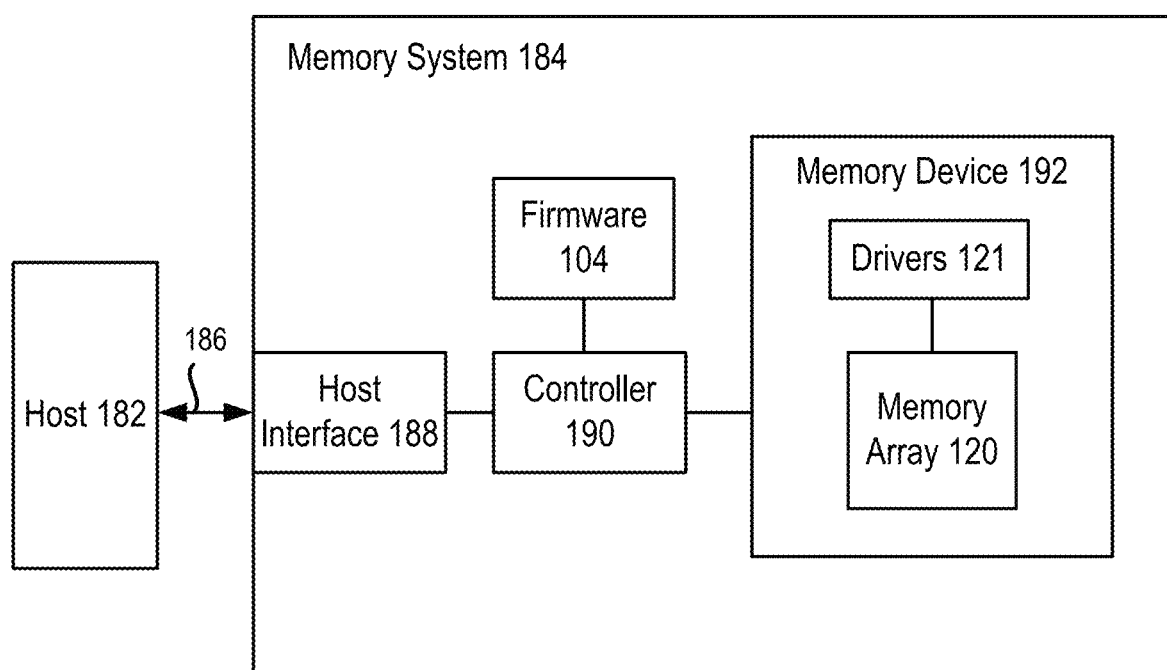 Memory System 184
Memory Device 192
Firmware
104
Drivers 121
186
Host 182
Host
Interface 188
Controller
190
Memory
Array 120